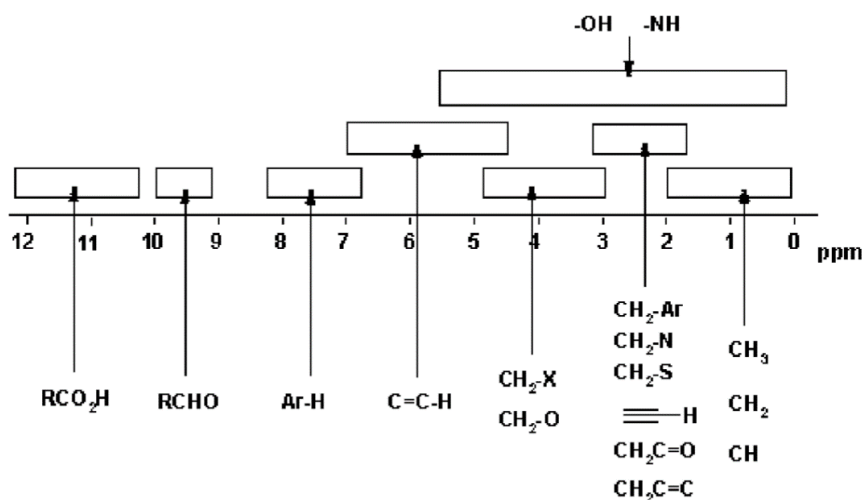 -OH -NH
12 11 10 9 8 7 6 5 4 3 2 1 0 ppm
RCO₂H
RCHO
Ar-H
C=C-H
CH₂-X
CH₂-O
CH₂-Ar
CH₂-N
CH₂-S
H
CH₂C=O
CH₂C=C
CH₃
CH₂
CH